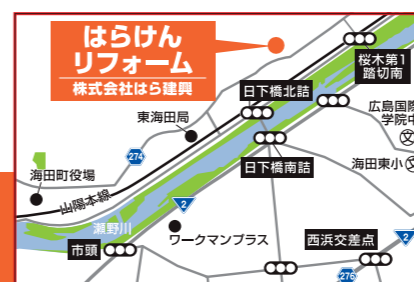 はらけん
リフォーム
株式会社はら建興
桜木第1
踏切南
日下橋北詰
広島国際
学院中
東海田局
274
日下橋南詰
海田東小
海田町役場
山陽本線
2
瀬野川
ワークマンプラス
市頭
西浜交差点
2
276